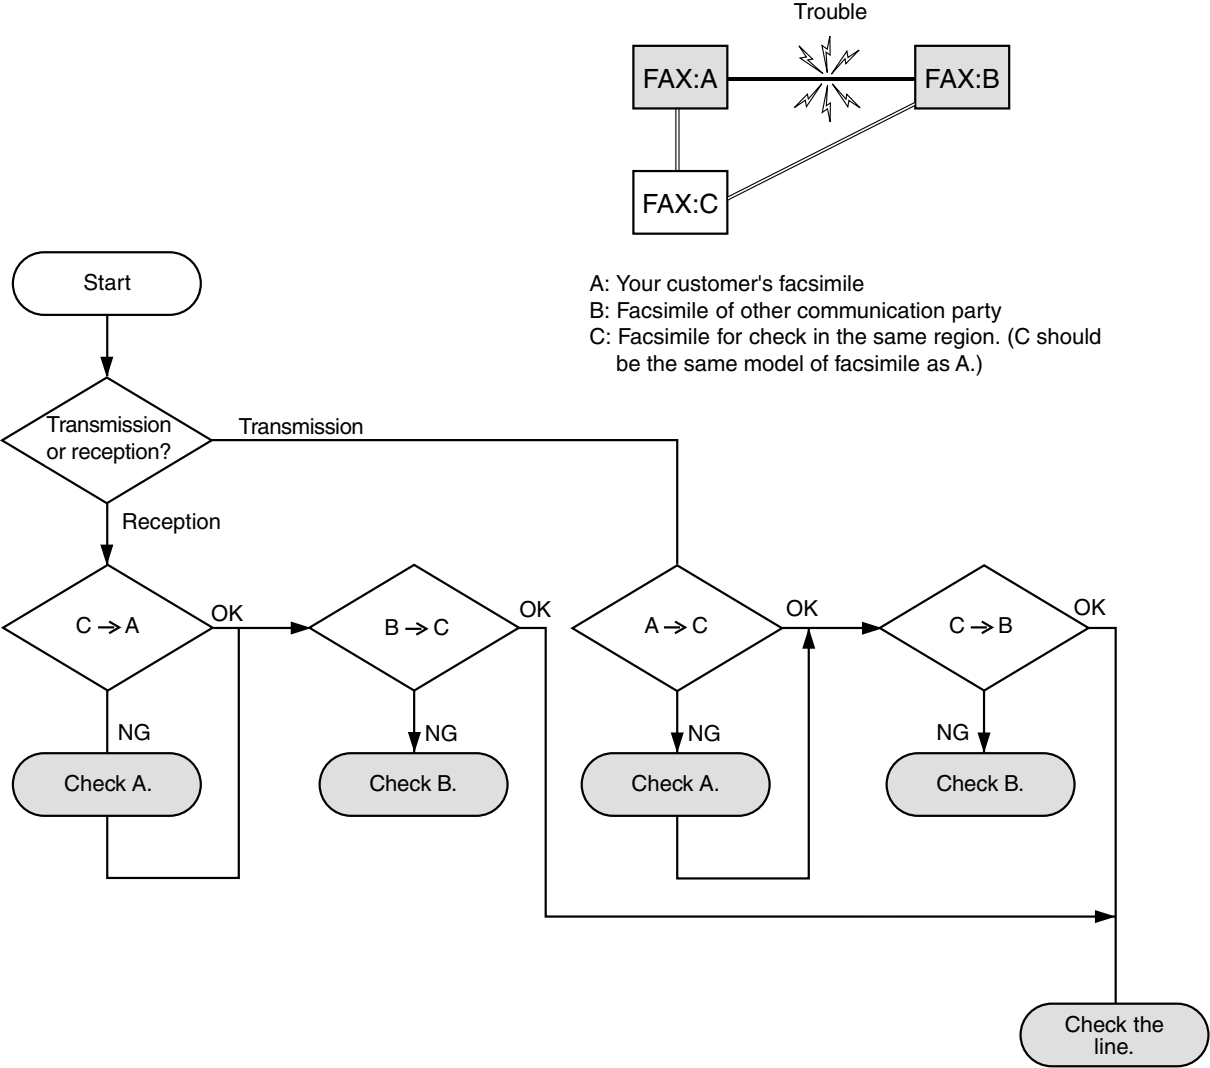 Trouble
FAX:A
FAX:B
FAX:C
A: Your customer's facsimile
B: Facsimile of other communication party
C: Facsimile for check in the same region. (C should
be the same model of facsimile as A.)
Start
Transmission
or reception?
Transmission
Reception
C → A
OK
B → C
OK
A → C
OK
C → B
OK
NG
NG
NG
NG
Check A.
Check B.
Check A.
Check B.
Check the
line.